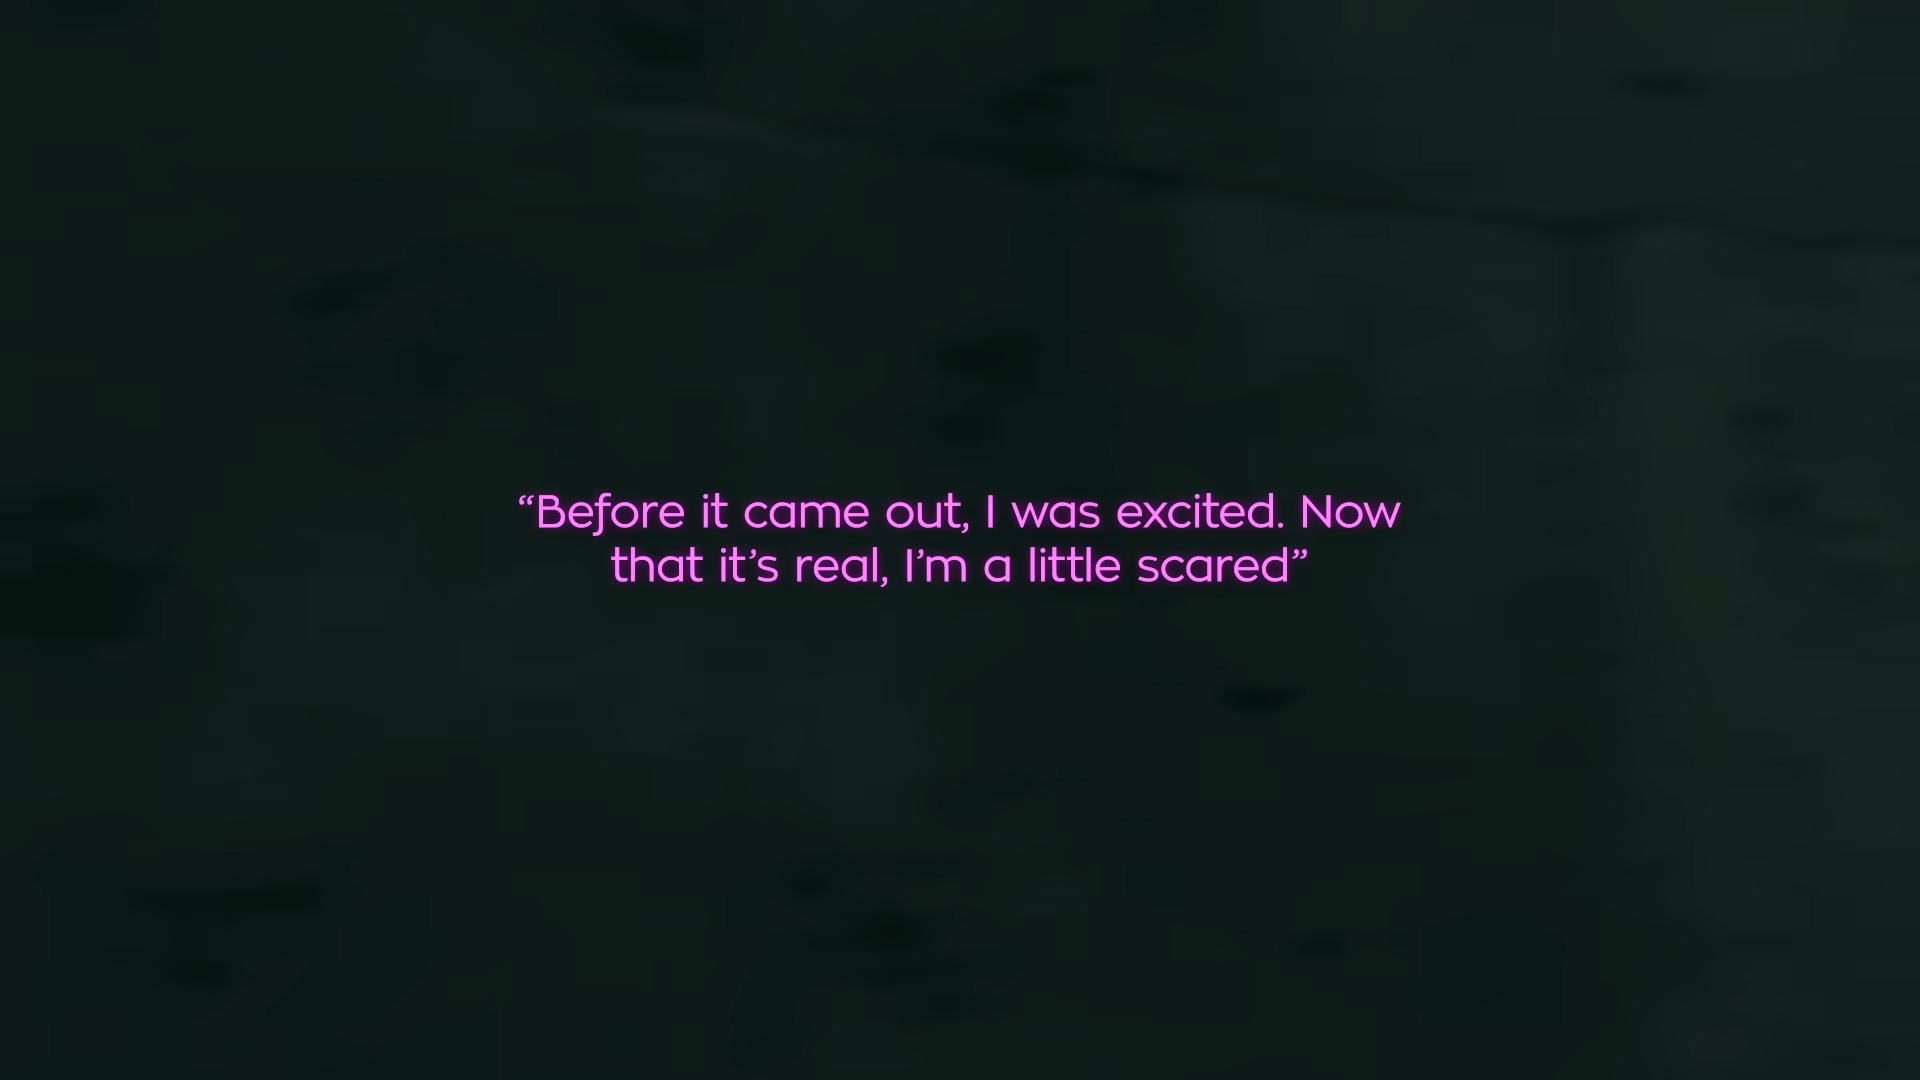 “Before it came out, I was excited. Now
that it’s real, I’m a little scared”